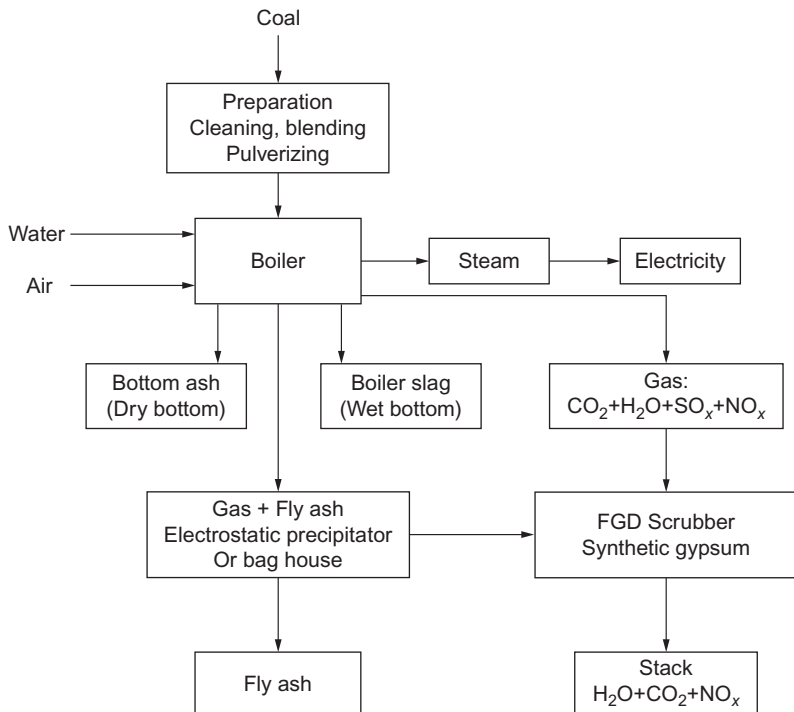 Coal
Preparation
Cleaning, blending
Pulverizing
Water
Air
Boiler
Steam
Electricity
Bottom ash
(Dry bottom)
Boiler slag
(Wet bottom)
Gas:
CO₂+H₂O+SOₓ+NOₓ
Gas + Fly ash
Electrostatic precipitator
Or bag house
FGD Scrubber
Synthetic gypsum
Fly ash
Stack
H₂O+CO₂+NOₓ